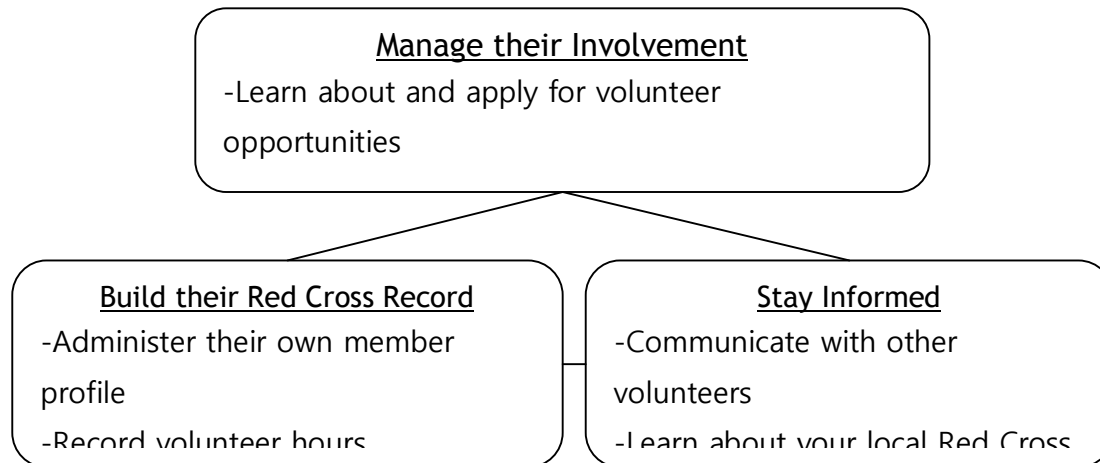 Manage their Involvement
-Learn about and apply for volunteer
opportunities
Build their Red Cross Record
-Administer their own member
profile
-Record volunteer hours
Stay Informed
-Communicate with other
volunteers
-Learn about your local Red Cross